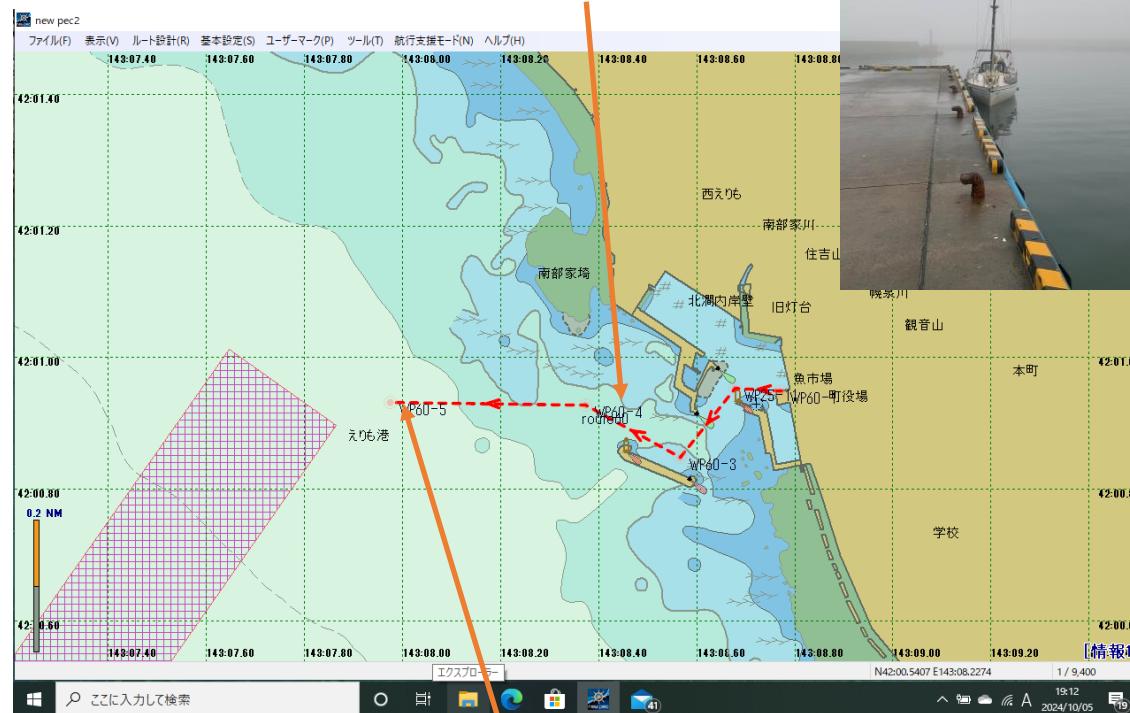 new pec2
ファイル(F) 表示(V) ルート設計(R) 基本設定(S) ユーザーマーク(P) ツール(T) 航行支援モード(N) ヘルプ(H)
143:07.40 143:07.60 143:07.80 143:08.00 143:08.20 143:08.40 143:08.60 143:08.80
42:01.40
西えりも
42:01.20
南部家川
住吉山
南部家埼
幌泉川
北澗内岸壁
旧灯台
観音山
42:01.00
本町
魚市場
町役場
WP25-1
WP60-
WP60-5
WP60-4
えりも港
WP60-3
42:00.80
0.2 NM
学校
143:07.40 143:07.60 143:07.80 143:08.00 143:08.20 143:08.40 143:08.60 143:08.80 143:09.00 143:09.20
[情報
エクスプローラー
N42:00.5407 E143:08.2274
1 / 9,400
ここに入力して検索
41
A
19:12
2024/10/05
19